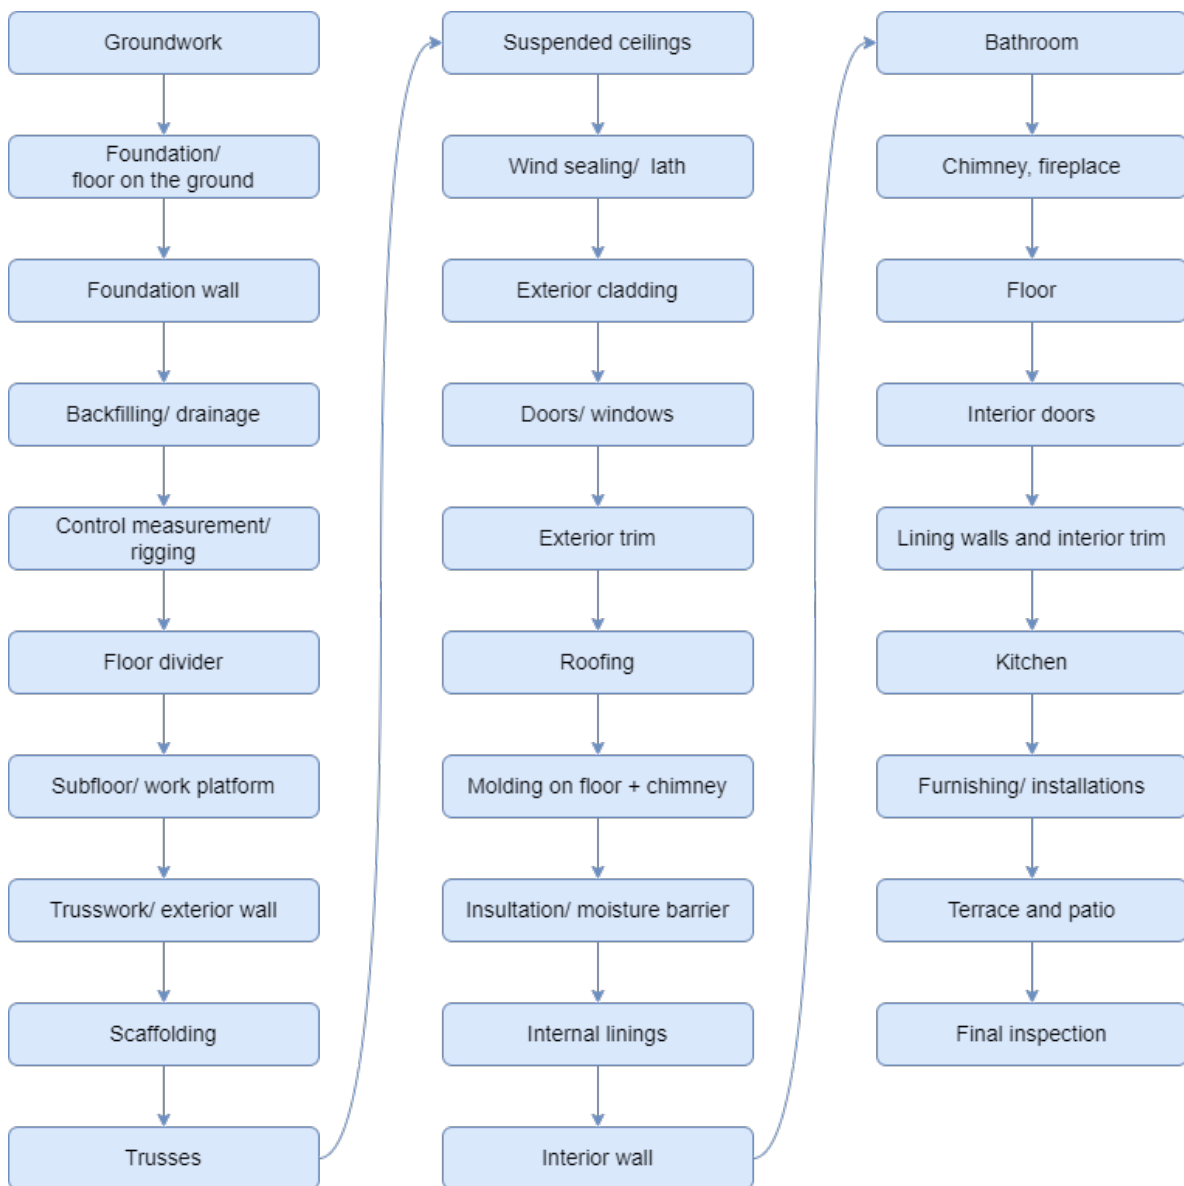 Groundwork
Foundation/
floor on the ground
Foundation wall
Backfilling/ drainage
Control measurement/
rigging
Floor divider
Subfloor/ work platform
Trusswork/ exterior wall
Scaffolding
Trusses
Suspended ceilings
Wind sealing/ lath
Exterior cladding
Doors/ windows
Exterior trim
Roofing
Molding on floor + chimney
Insultation/ moisture barrier
Internal linings
Interior wall
Bathroom
Chimney, fireplace
Floor
Interior doors
Lining walls and interior trim
Kitchen
Furnishing/ installations
Terrace and patio
Final inspection